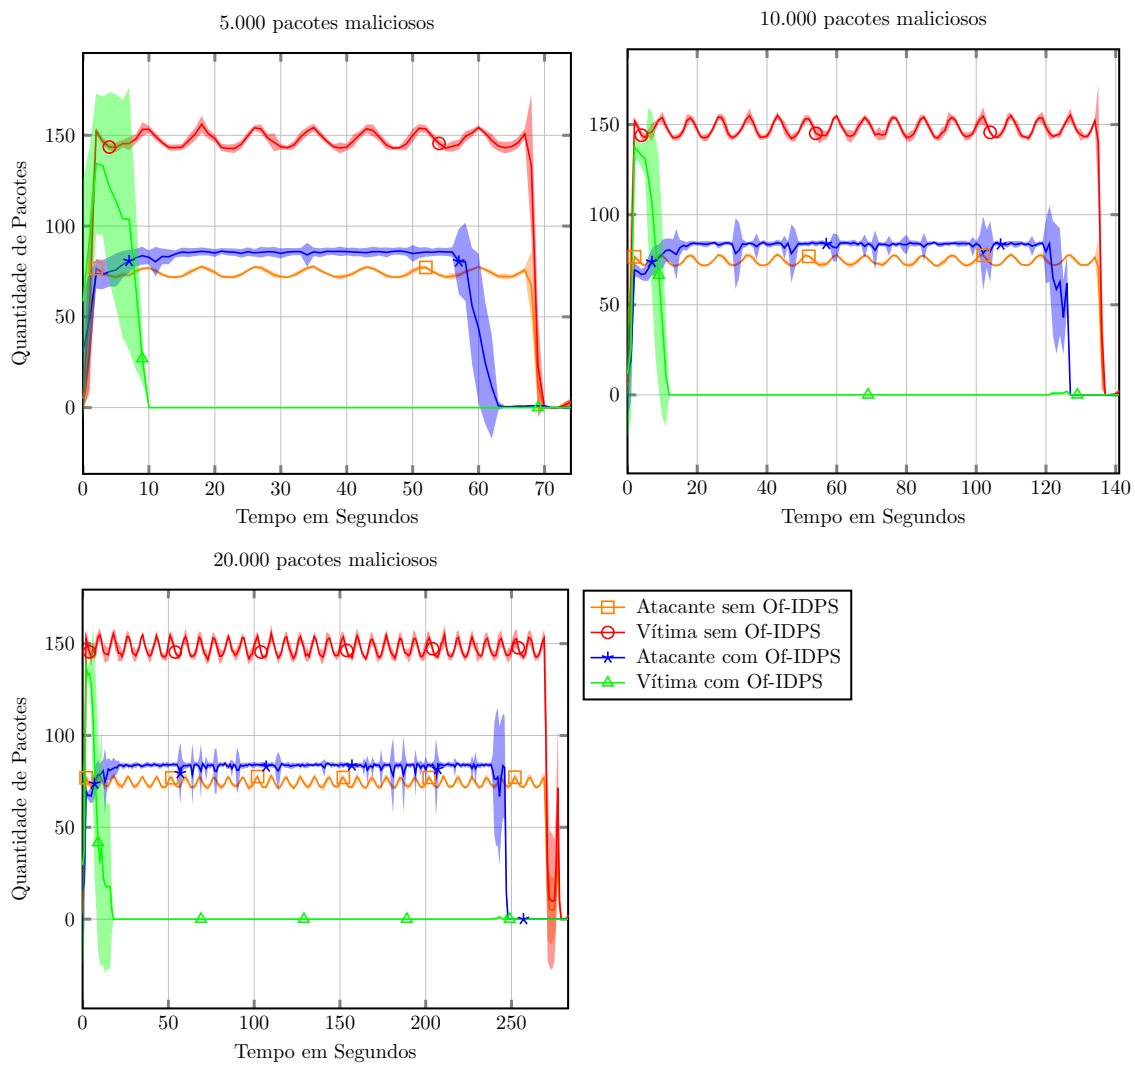 5.000 pacotes maliciosos
Quantidade de Pacotes
150
100
50
0
0 10 20 30 40 50 60 70
Tempo em Segundos
10.000 pacotes maliciosos
150
100
50
0
0 20 40 60 80 100 120 140
Tempo em Segundos
20.000 pacotes maliciosos
Quantidade de Pacotes
150
100
50
0
0 50 100 150 200 250
Tempo em Segundos
Atacante sem Of-IDPS
Vítima sem Of-IDPS
Atacante com Of-IDPS
Vítima com Of-IDPS